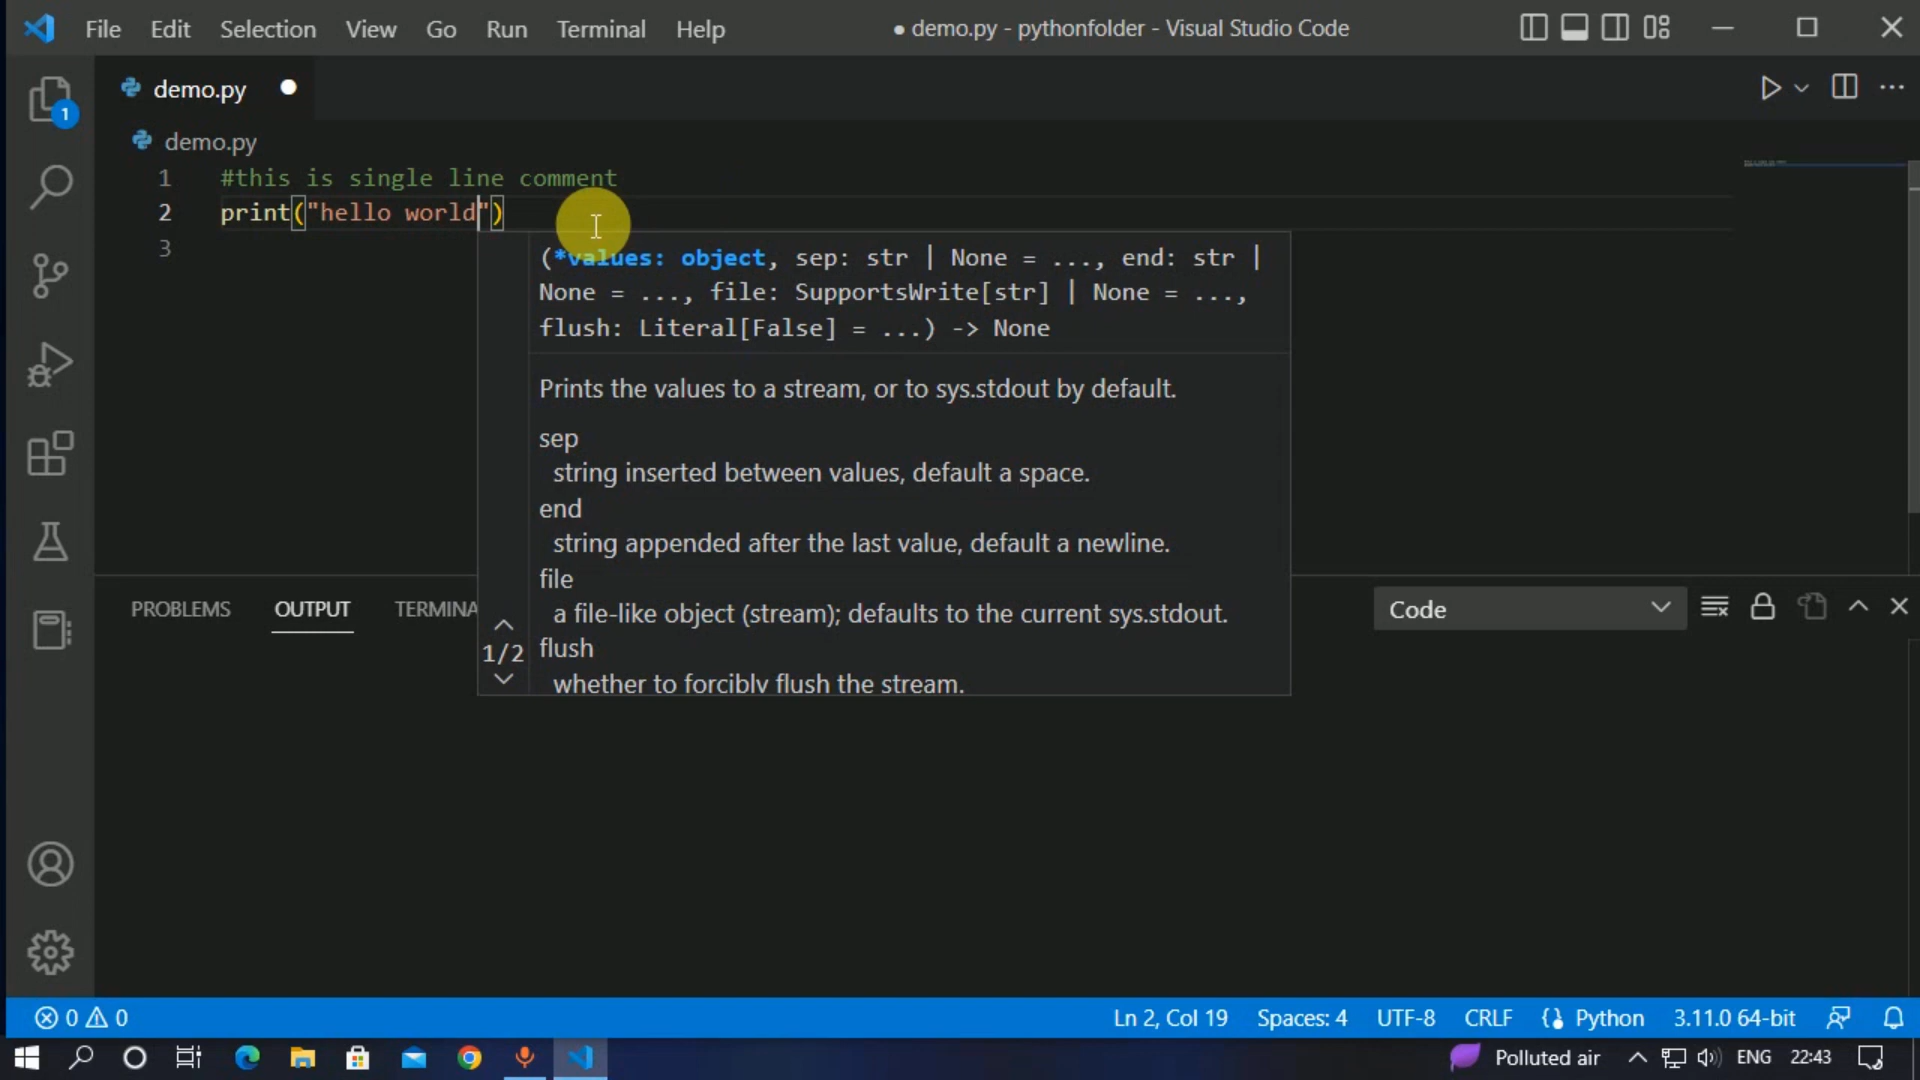 File Edit Selection View Go Run Terminal Help ● demo.py - pythonfolder - Visual Studio Code
demo.py
1
demo.py
1 #this is single line comment
2 print("hello world")
3
(*values: object, sep: str | None = ..., end: str |
None = ..., file: SupportsWrite[str] | None = ...,
flush: Literal[False] = ...) -> None
Prints the values to a stream, or to sys.stdout by default.
sep
string inserted between values, default a space.
end
string appended after the last value, default a newline.
file
a file-like object (stream); defaults to the current sys.stdout.
flush
whether to forcibly flush the stream.
1/2
PROBLEMS OUTPUT TERMINA Code
0 0 Ln 2, Col 19 Spaces: 4 UTF-8 CRLF Python 3.11.0 64-bit
Polluted air ENG 22:43